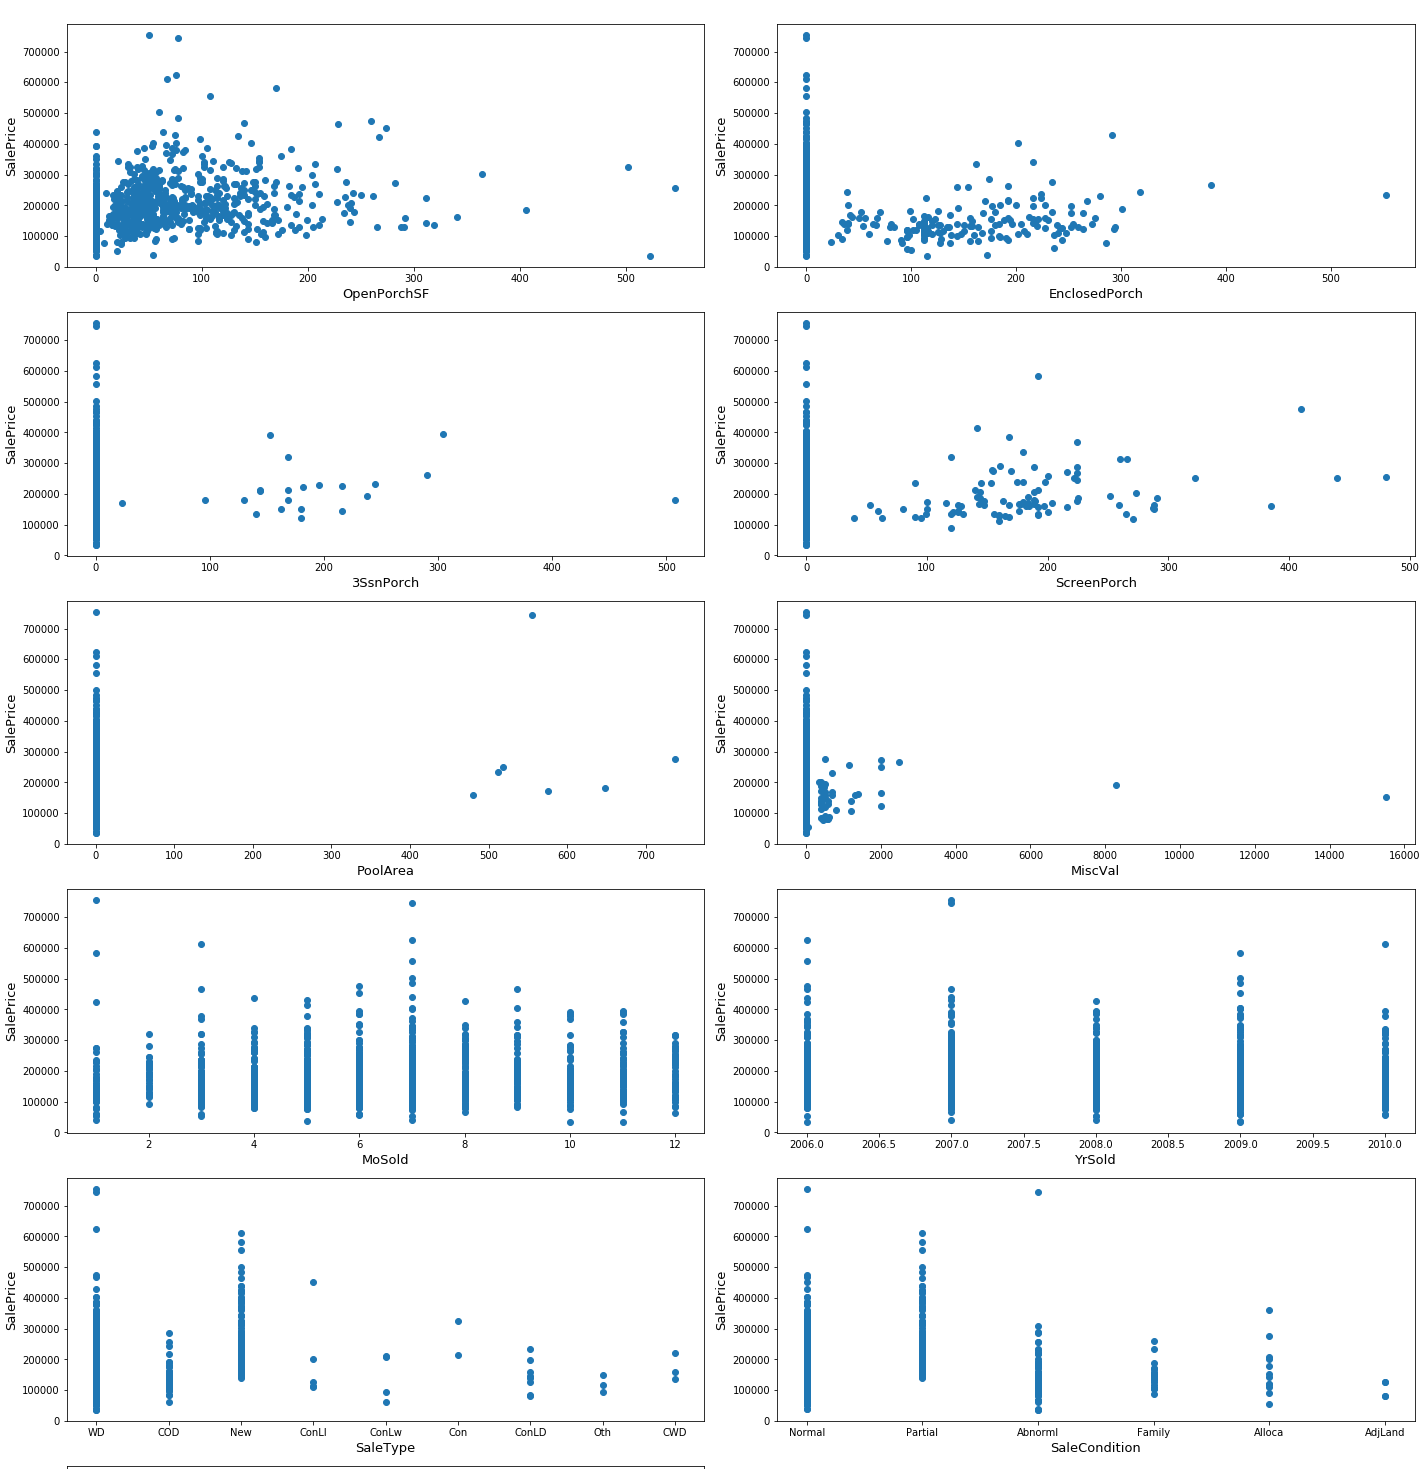 700000
600000
500000
400000
300000
200000
100000
0
SalePrice
0 100 200 300 400 500
OpenPorchSF
700000
600000
500000
400000
300000
200000
100000
0
SalePrice
0 100 200 300 400 500
EnclosedPorch
700000
600000
500000
400000
300000
200000
100000
0
SalePrice
0 100 200 300 400 500
3SsnPorch
700000
600000
500000
400000
300000
200000
100000
0
SalePrice
0 100 200 300 400 500
ScreenPorch
700000
600000
500000
400000
300000
200000
100000
0
SalePrice
0 100 200 300 400 500 600 700
PoolArea
700000
600000
500000
400000
300000
200000
100000
0
SalePrice
0 2000 4000 6000 8000 10000 12000 14000 16000
MiscVal
700000
600000
500000
400000
300000
200000
100000
0
SalePrice
2 4 6 8 10 12
MoSold
700000
600000
500000
400000
300000
200000
100000
0
SalePrice
2006.0 2006.5 2007.0 2007.5 2008.0 2008.5 2009.0 2009.5 2010.0
YrSold
700000
600000
500000
400000
300000
200000
100000
0
SalePrice
WD COD New ConLI ConLw Con ConLD Oth CWD
SaleType
700000
600000
500000
400000
300000
200000
100000
0
SalePrice
Normal Partial Abnorml Family Alloca AdjLand
SaleCondition